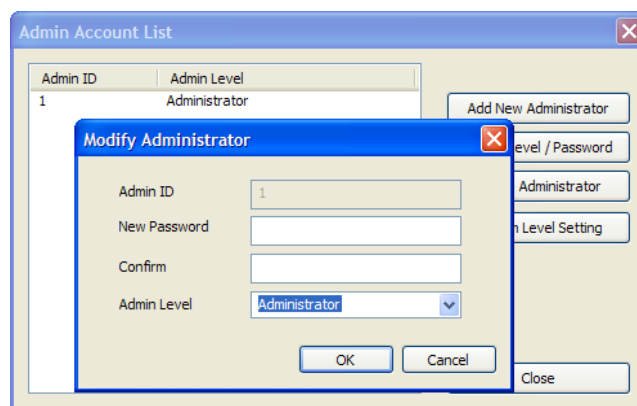 Admin Account List
Admin ID Admin Level
1 Administrator
Add New Administrator
Modify Administrator
evel / Password
Admin ID 1
Administrator
New Password
Level Setting
Confirm
Admin Level Administrator
OK Cancel
Close